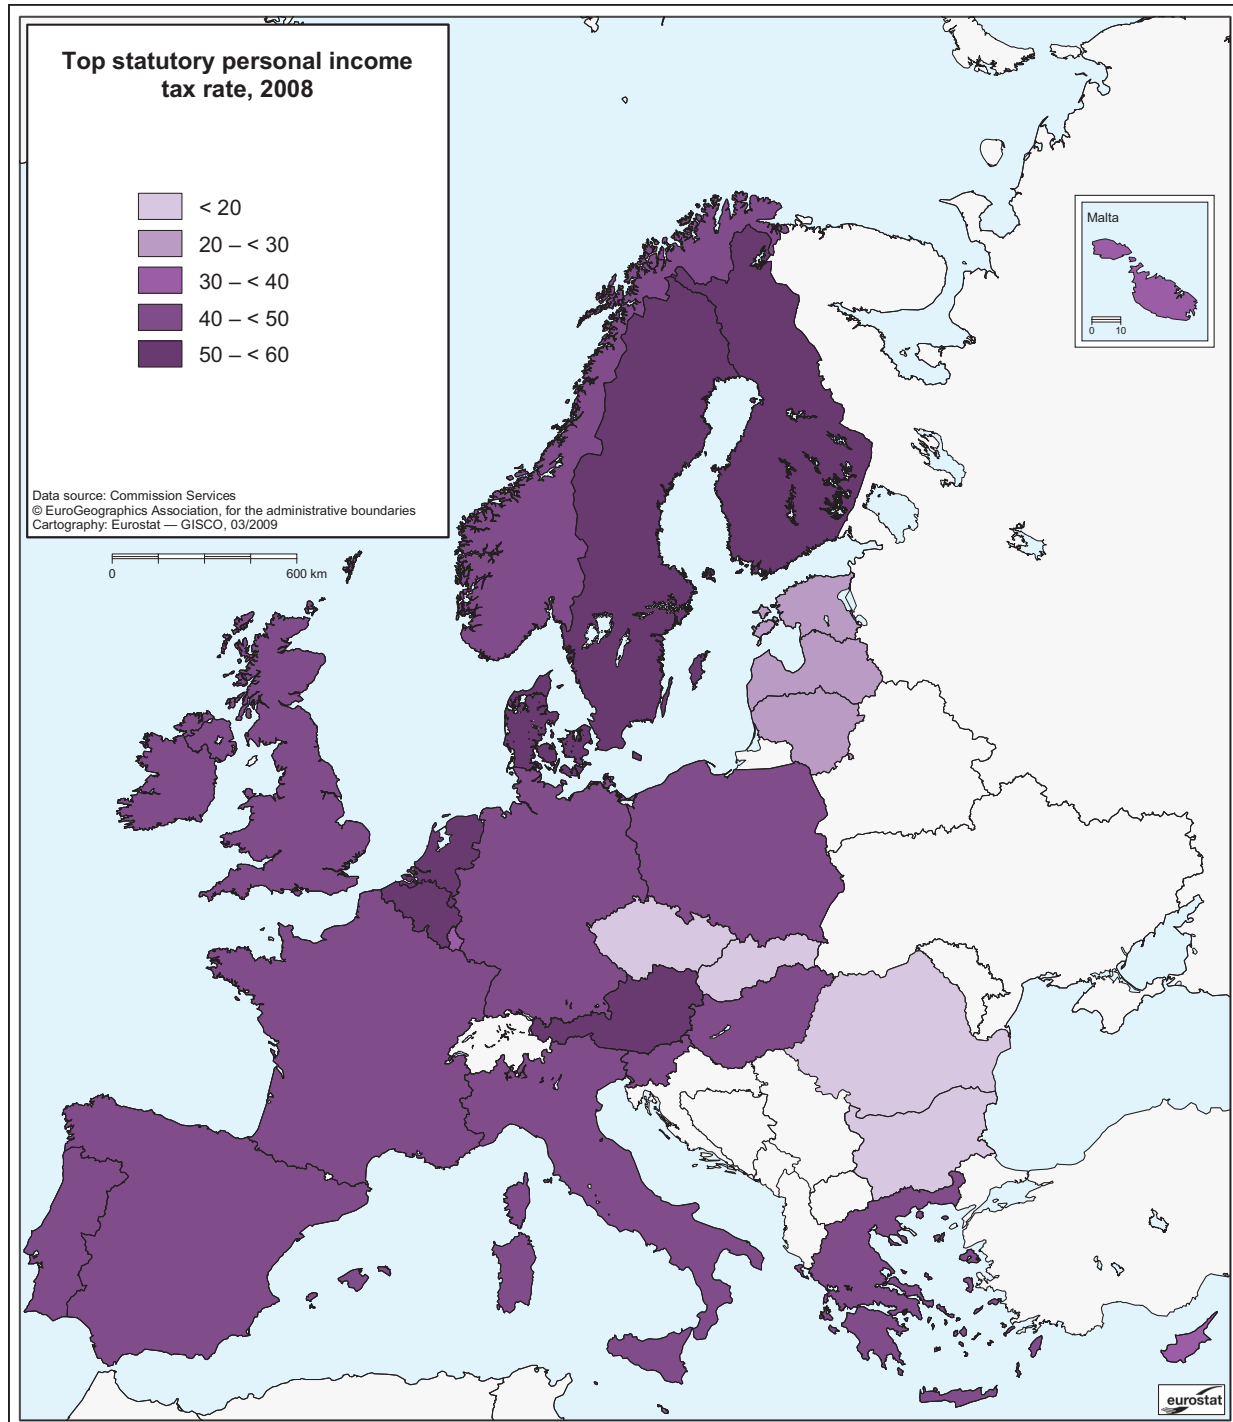 Top statutory personal income
tax rate, 2008
< 20
20 – < 30
30 – < 40
40 – < 50
50 – < 60
Data source: Commission Services
© EuroGeographics Association, for the administrative boundaries
Cartography: Eurostat — GISCO, 03/2009
0 600 km
Malta
0 10
eurostat